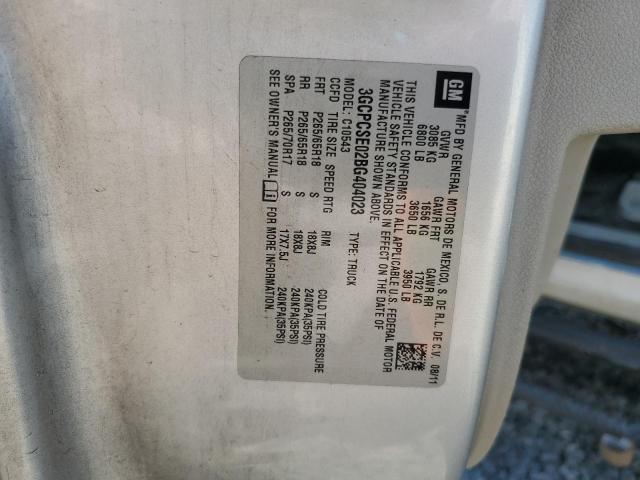 GM
MFD BY GENERAL MOTORS DE MEXICO, S. DE R.L. DE C.V. 08/11
GVWR GAWR FRT GAWR RR
3085 KG 1656 KG 1792 KG
6800 LB 3650 LB 3950 LB
THIS VEHICLE CONFORMS TO ALL APPLICABLE U.S. FEDERAL MOTOR
VEHICLE SAFETY STANDARDS IN EFFECT ON THE DATE OF
MANUFACTURE SHOWN ABOVE.
3GCPCSE02BG404023 TYPE: TRUCK
MODEL: C10543
CCFD TIRE SIZE SPEED RTG RIM COLD TIRE PRESSURE
FRT P265/65R18 S 18X8J 240KPA(35PSI)
RR P265/65R18 S 18X8J 240KPA(35PSI)
SPA P265/70R17 S 17X7.5J 240KPA(35PSI)
SEE OWNER'S MANUAL FOR MORE INFORMATION.